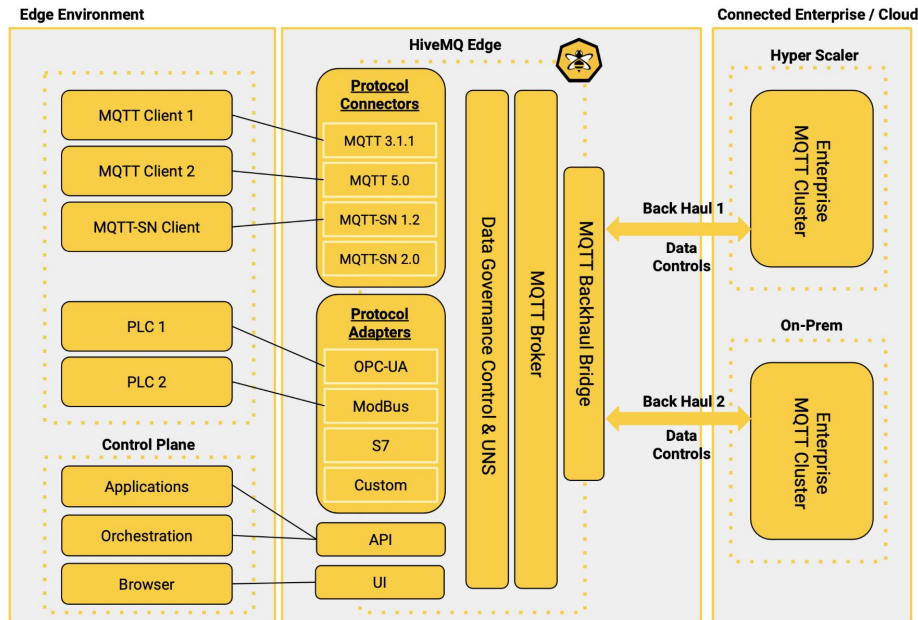 Edge Environment
Connected Enterprise / Cloud
HiveMQ Edge
Hyper Scaler
Protocol
Connectors
MQTT 3.1.1
MQTT 5.0
MQTT-SN 1.2
MQTT-SN 2.0
MQTT Client 1
MQTT Client 2
MQTT-SN Client
PLC 1
PLC 2
Protocol
Adapters
OPC-UA
ModBus
S7
Custom
API
UI
Control Plane
Applications
Orchestration
Browser
Data Governance Control & UNS
MQTT Broker
MQTT Backhaul Bridge
Back Haul 1
Data
Controls
Back Haul 2
Data
Controls
Enterprise
MQTT Cluster
On-Prem
Enterprise
MQTT Cluster